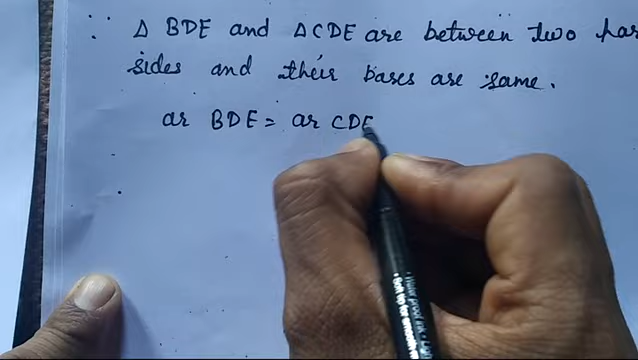 ∵ Δ BDE and ΔCDE are between two par
sides and their bases are same.
ar BDE = ar CDE